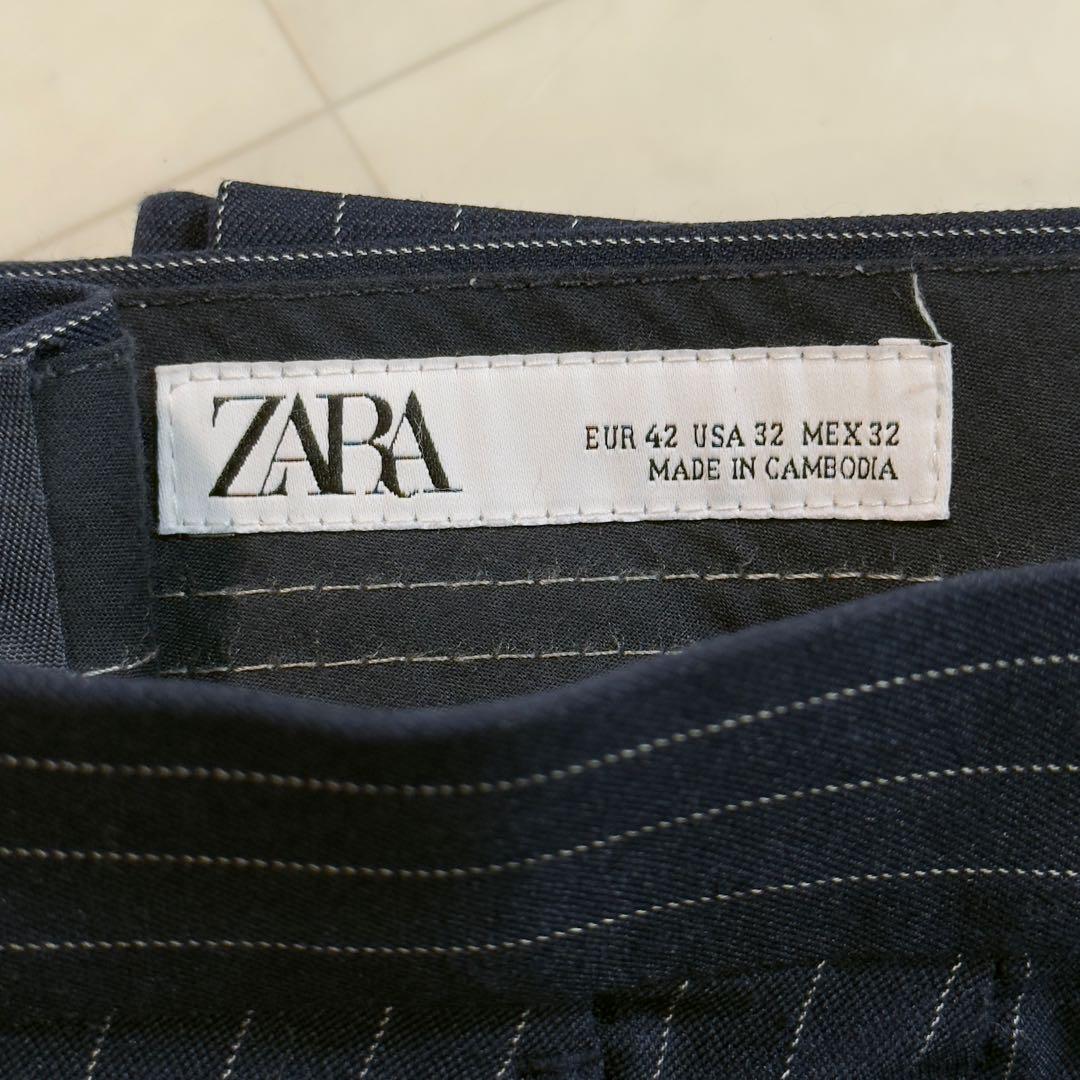 ZARA
EUR 42 USA 32 MEX 32
MADE IN CAMBODIA